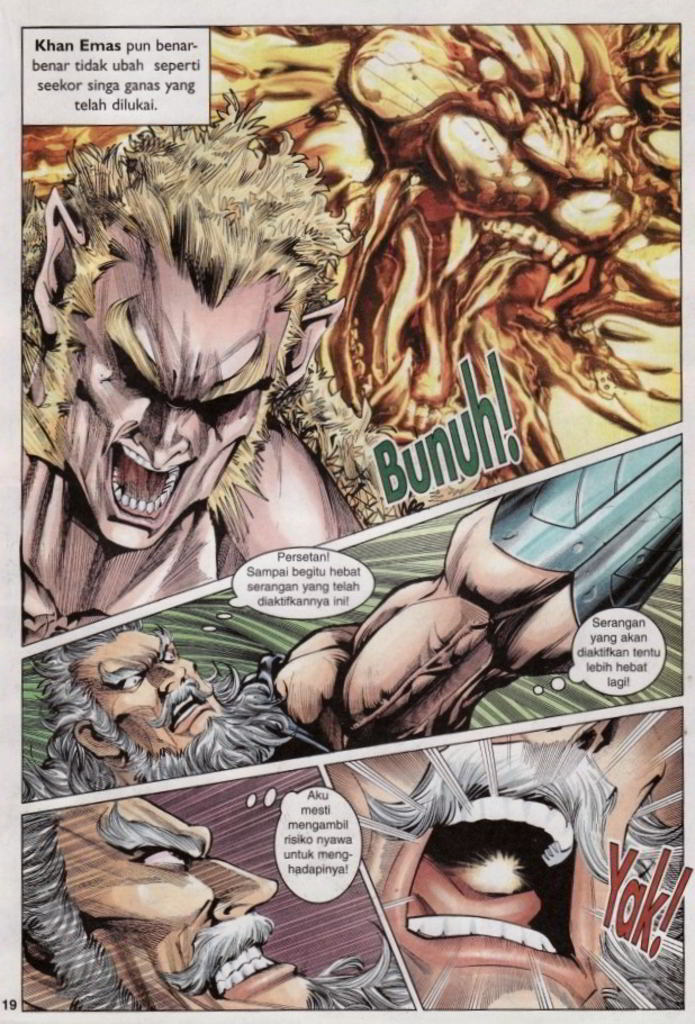 Khan Emas pun benar-
benar tidak ubah seperti
seekor singa ganas yang
telah dilukai.
Bunuh!
Persetan!
Sampai begitu hebat
serangan yang telah
diaktifkannya ini!
Serangan
yang akan
diaktifkan tentu
lebih hebat
lagi!
Aku
mesti
mengambil
risiko nyawa
untuk meng-
hadapinya!
Yak!
19